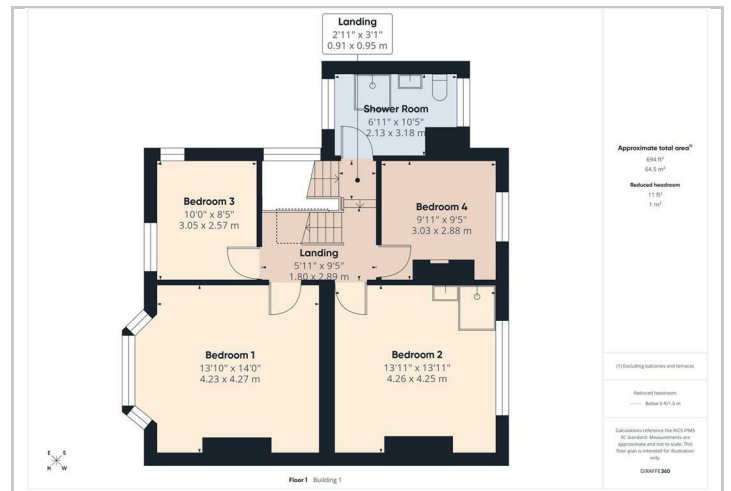 Landing
2'11" x 3'1"
0.91 x 0.95 m
Shower Room
6'11" x 10'5"
2.13 x 3.18 m
Bedroom 3
10'0" x 8'5"
3.05 x 2.57 m
Bedroom 4
9'11" x 9'5"
3.03 x 2.88 m
Landing
5'11" x 9'5"
1.80 x 2.89 m
Bedroom 1
13'10" x 14'0"
4.23 x 4.27 m
Bedroom 2
13'11" x 13'11"
4.26 x 4.25 m
E S
N W
Floor 1 Building 1
Approximate total area(1)
694 ft²
64.5 m²
Reduced headroom
11 ft²
1 m²
(1) Excluding balconies and terraces
Reduced headroom
Below 5 ft/1.5 m
Calculations reference the RICS IPMS
3C standard. Measurements are
approximate and not to scale. This
floor plan is intended for illustration
only.
GIRAFFE360